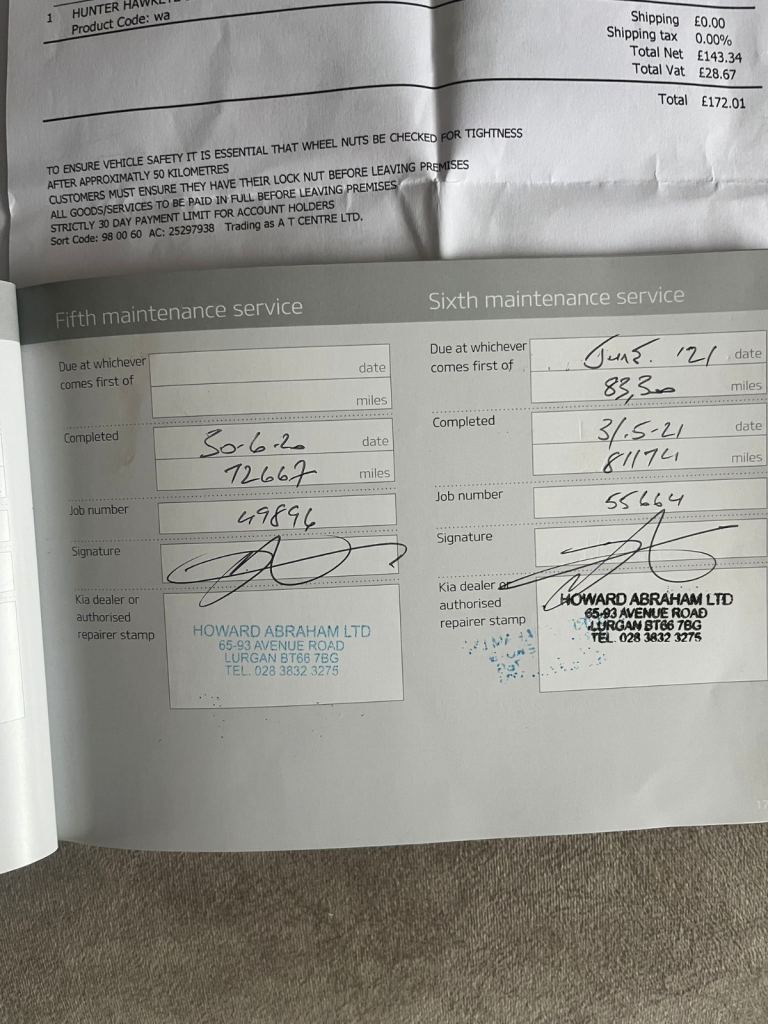 1 HUNTER
Product Code: wa
Shipping £0.00
Shipping tax 0.00%
Total Net £143.34
Total Vat £28.67
Total £172.01
TO ENSURE VEHICLE SAFETY IT IS ESSENTIAL THAT WHEEL NUTS BE CHECKED FOR TIGHTNESS
AFTER APPROXIMATLY 50 KILOMETRES
CUSTOMERS MUST ENSURE THEY HAVE THEIR LOCK NUT BEFORE LEAVING PREMISES
ALL GOODS/SERVICES TO BE PAID IN FULL BEFORE LEAVING PREMISES
STRICTLY 30 DAY PAYMENT LIMIT FOR ACCOUNT HOLDERS
Sort Code: 98 00 60 AC: 25297938 Trading as A T CENTRE LTD.
Fifth maintenance service
Due at whichever
comes first of
date
miles
Completed
30-6-20 date
72667 miles
Job number
49896
Signature
Kia dealer or
authorised
repairer stamp
HOWARD ABRAHAM LTD
65-93 AVENUE ROAD
LURGAN BT66 7BG
TEL. 028 3832 3275
Sixth maintenance service
Due at whichever
comes first of
June. '21 date
83,300 miles
Completed
31.5-21 date
81174 miles
Job number
55664
Signature
Kia dealer or
authorised
repairer stamp
HOWARD ABRAHAM LTD
65-93 AVENUE ROAD
LURGAN BT66 7BG
TEL. 028 3832 3275
17